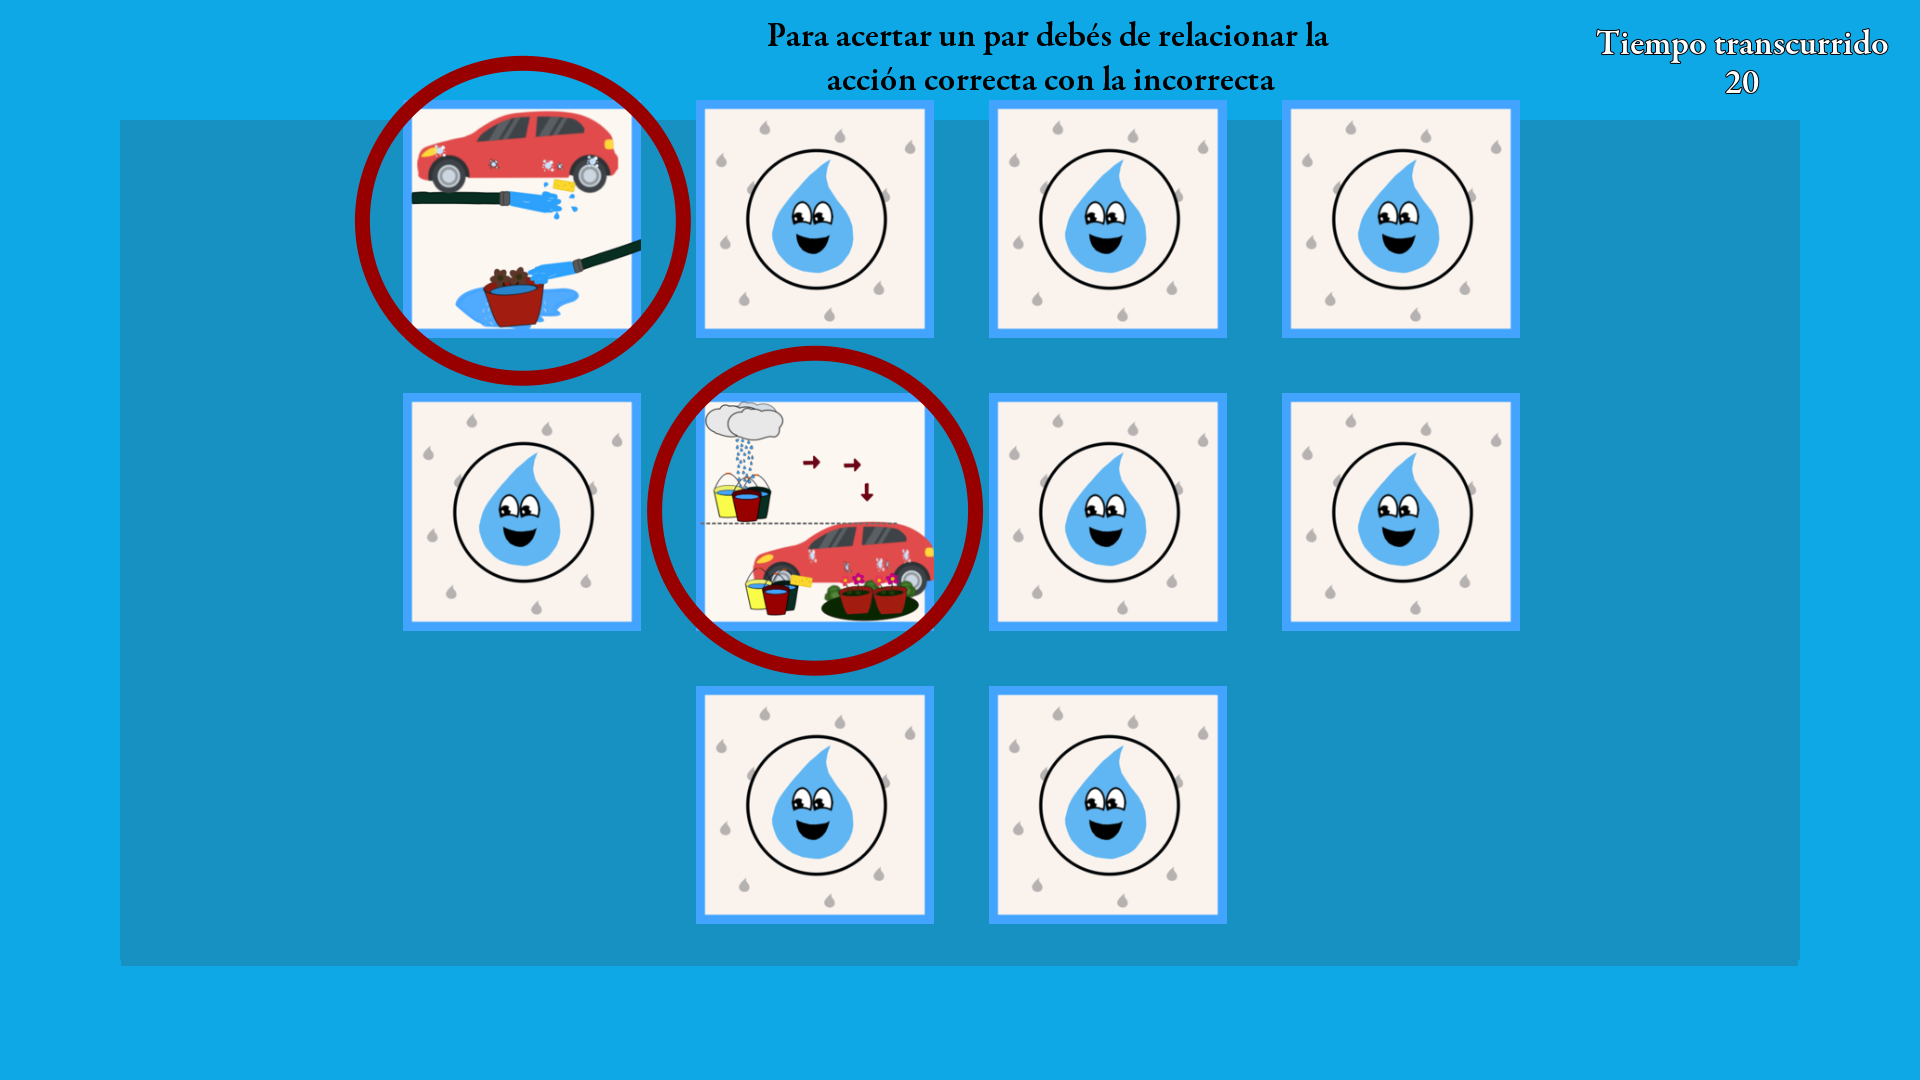 Para acertar un par debés de relacionar la
acción correcta con la incorrecta
Tiempo transcurrido
20